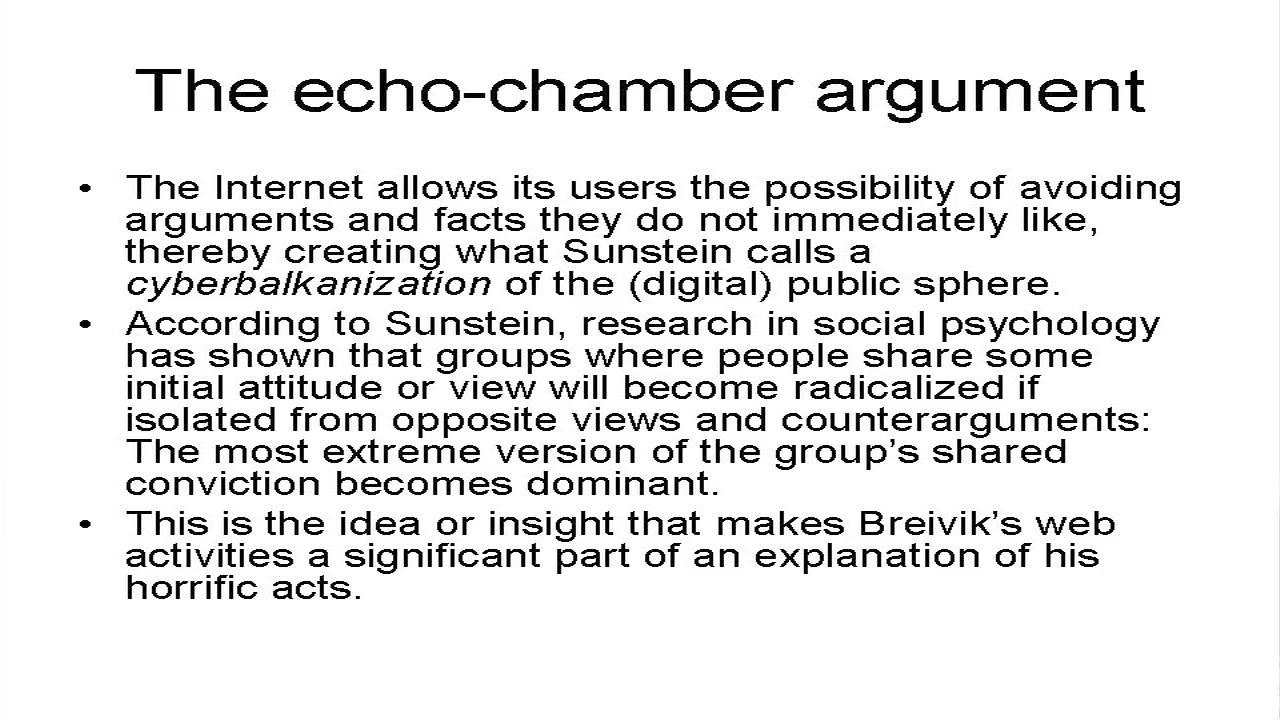 The echo-chamber argument
• The Internet allows its users the possibility of avoiding
arguments and facts they do not immediately like,
thereby creating what Sunstein calls a
cyberbalkanization of the (digital) public sphere.
• According to Sunstein, research in social psychology
has shown that groups where people share some
initial attitude or view will become radicalized if
isolated from opposite views and counterarguments:
The most extreme version of the group’s shared
conviction becomes dominant.
• This is the idea or insight that makes Breivik’s web
activities a significant part of an explanation of his
horrific acts.